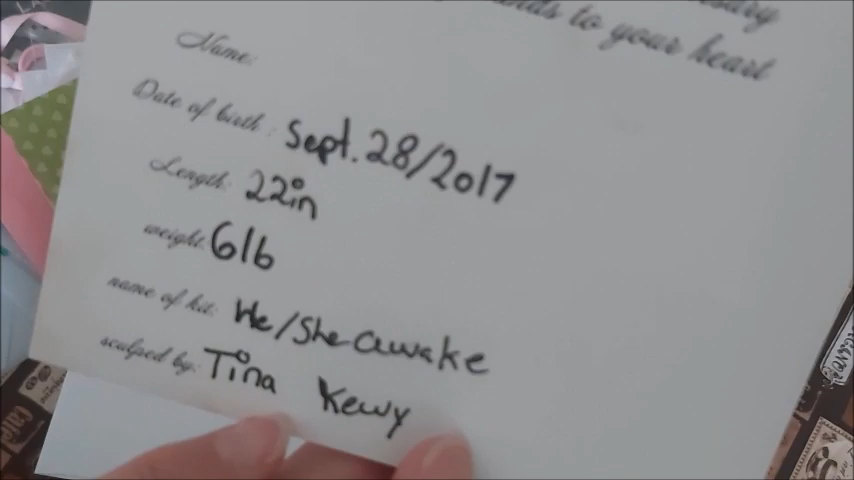 nds to your heart
Name:
Date of birth: Sept. 28/2017
Length: 22in
weight: 6lb
name of kit: He/She awake
sculped by: Tina Kewy